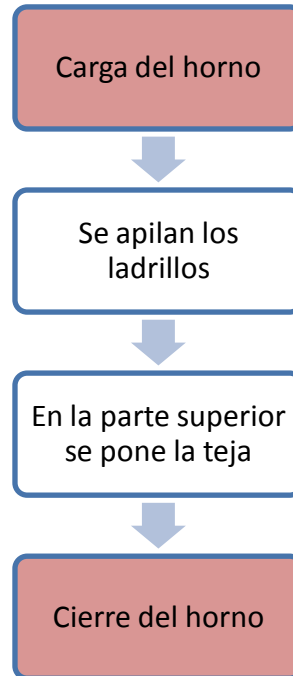 Carga del horno
Se apilan los
ladrillos
En la parte superior
se pone la teja
Cierre del horno